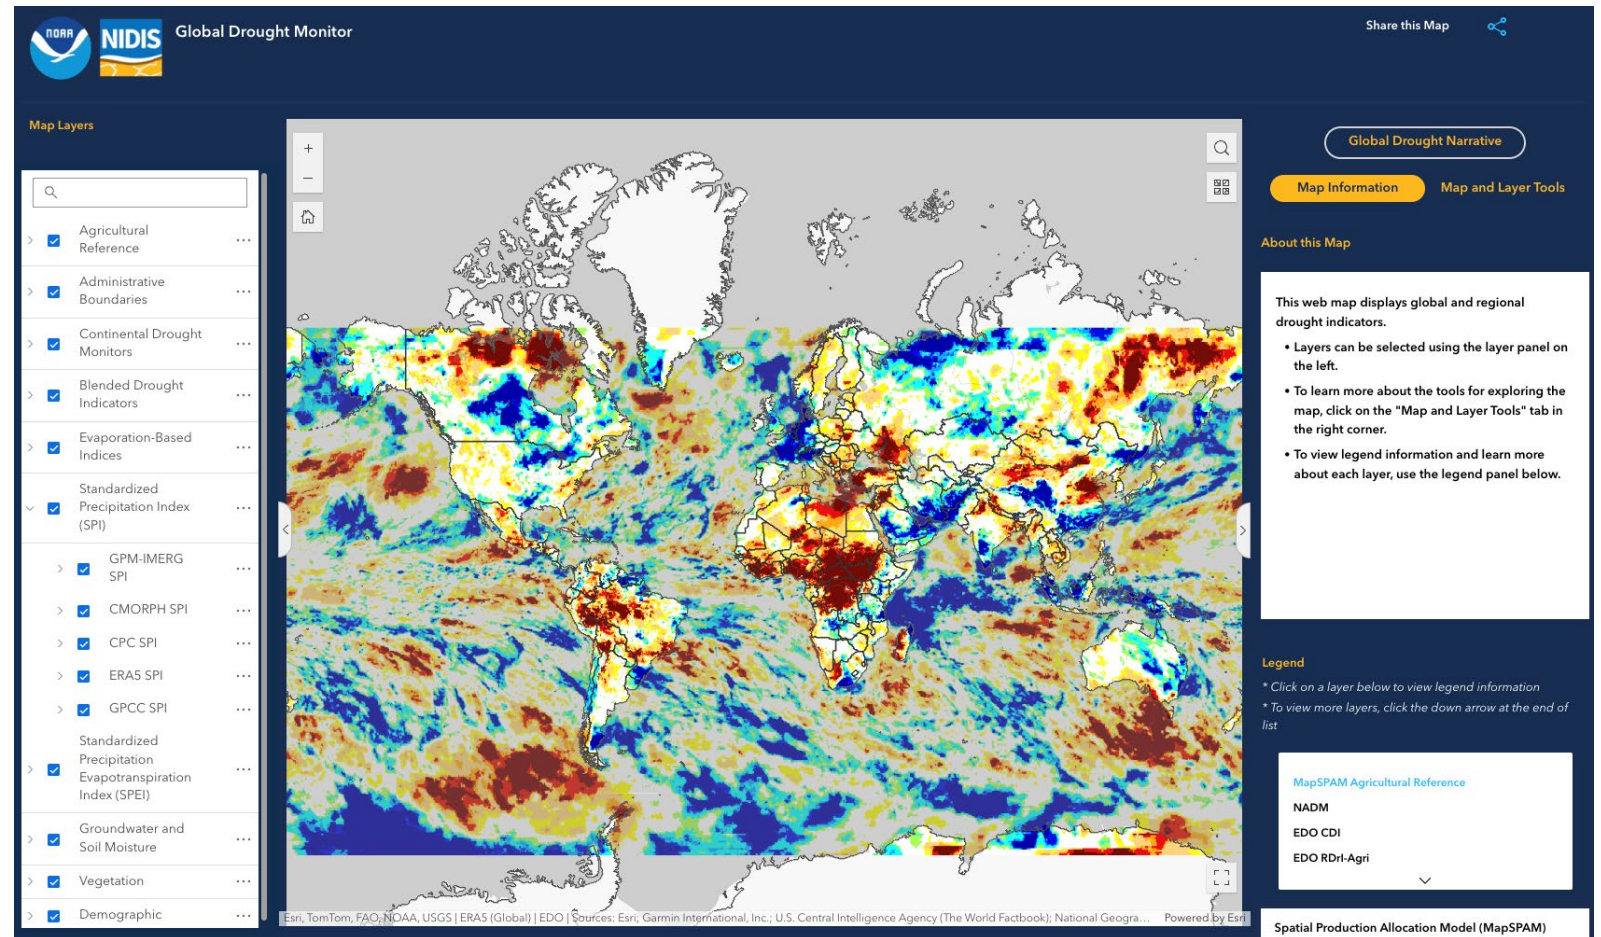 NOAA
NIDIS
Global Drought Monitor
Share this Map
Map Layers
Agricultural
Reference
Administrative
Boundaries
Continental Drought
Monitors
Blended Drought
Indicators
Evaporation-Based
Indices
Standardized
Precipitation Index
(SPI)
GPM-IMERG
SPI
CMORPH SPI
CPC SPI
ERA5 SPI
GPCC SPI
Standardized
Precipitation
Evapotranspiration
Index (SPEI)
Groundwater and
Soil Moisture
Vegetation
Demographic
Esri, TomTom, FAO, NOAA, USGS | ERA5 (Global) | EDO | Sources: Esri; Garmin International, Inc.; U.S. Central Intelligence Agency (The World Factbook); National Geogra... Powered by Esri
Global Drought Narrative
Map Information
Map and Layer Tools
About this Map
This web map displays global and regional
drought indicators.
• Layers can be selected using the layer panel on
the left.
• To learn more about the tools for exploring the
map, click on the "Map and Layer Tools" tab in
the right corner.
• To view legend information and learn more
about each layer, use the legend panel below.
Legend
* Click on a layer below to view legend information
* To view more layers, click the down arrow at the end of
list
MapSPAM Agricultural Reference
NADM
EDO CDI
EDO RDrI-Agri
Spatial Production Allocation Model (MapSPAM)